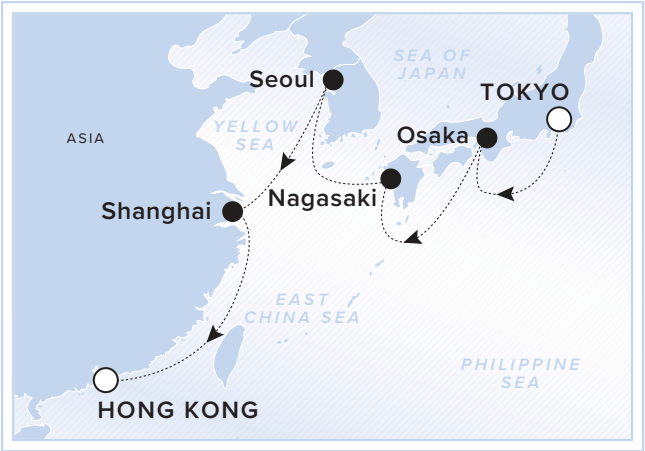 SEA OF
JAPAN
Seoul
TOKYO
YELLOW
SEA
ASIA
Osaka
Nagasaki
Shanghai
EAST
CHINA SEA
PHILIPPINE
SEA
HONG KONG